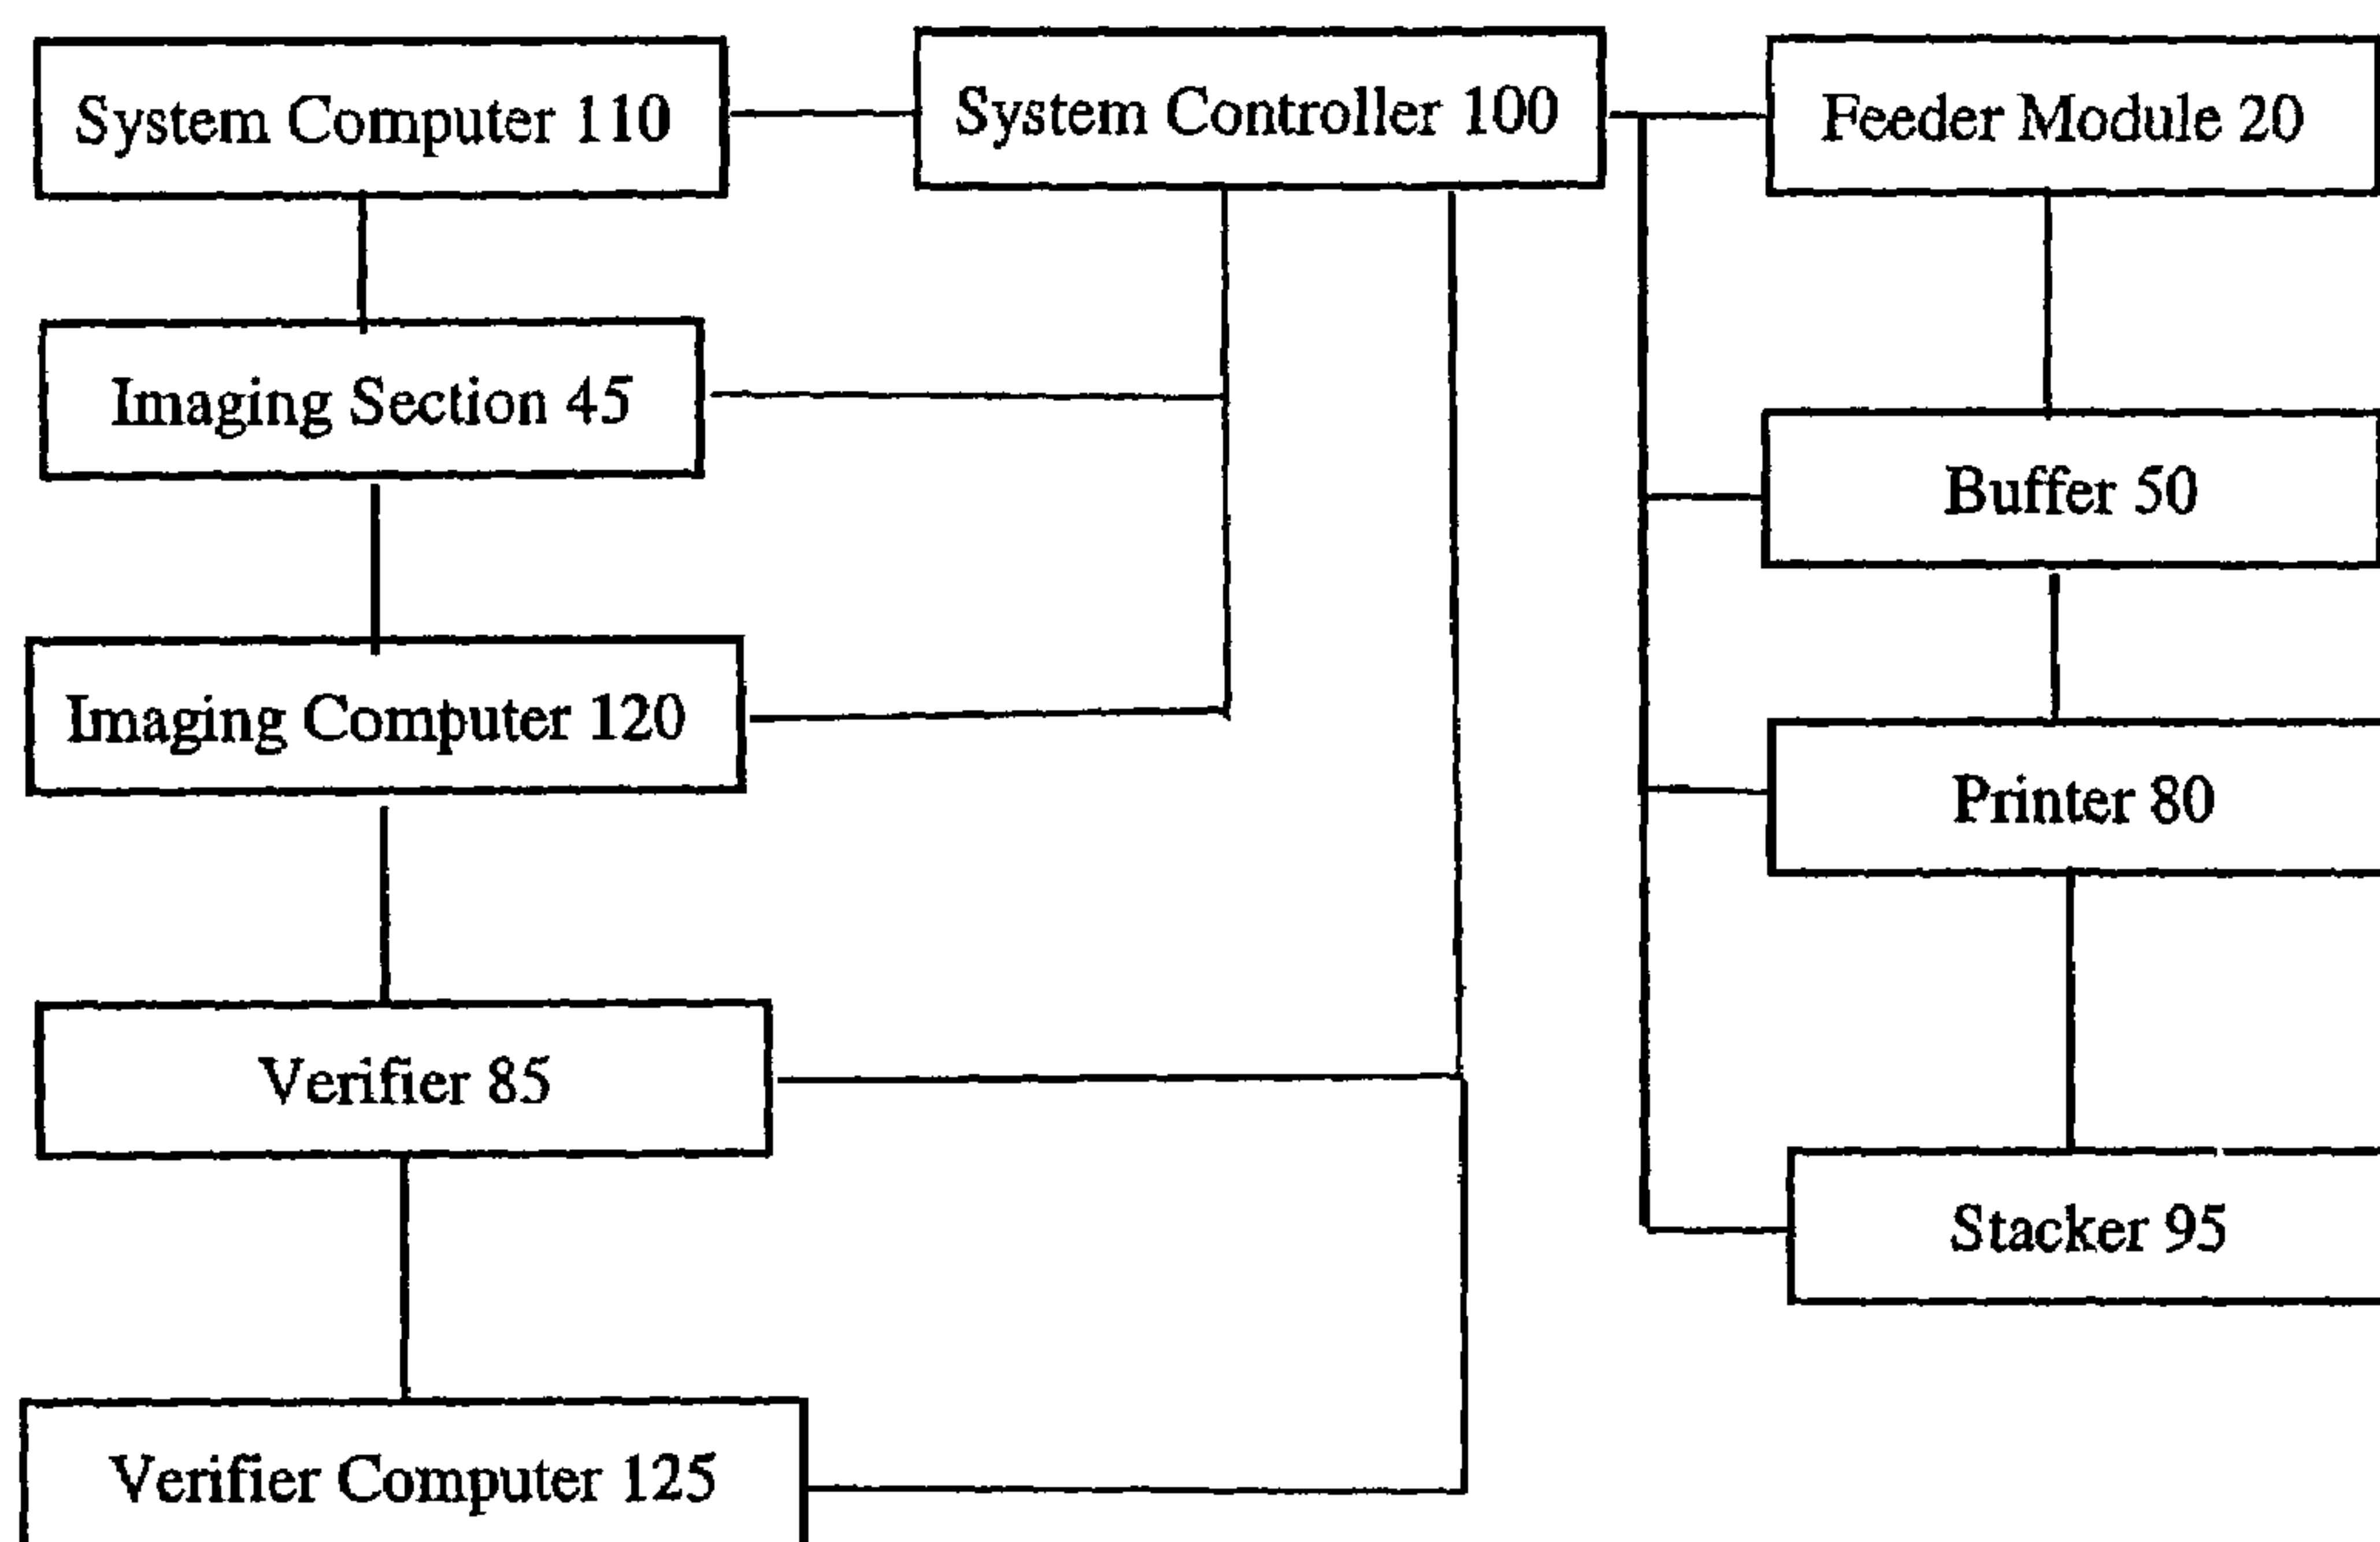 System Computer 110
System Controller 100
Feeder Module 20
Imaging Section 45
Buffer 50
Imaging Computer 120
Printer 80
Verifier 85
Stacker 95
Verifier Computer 125